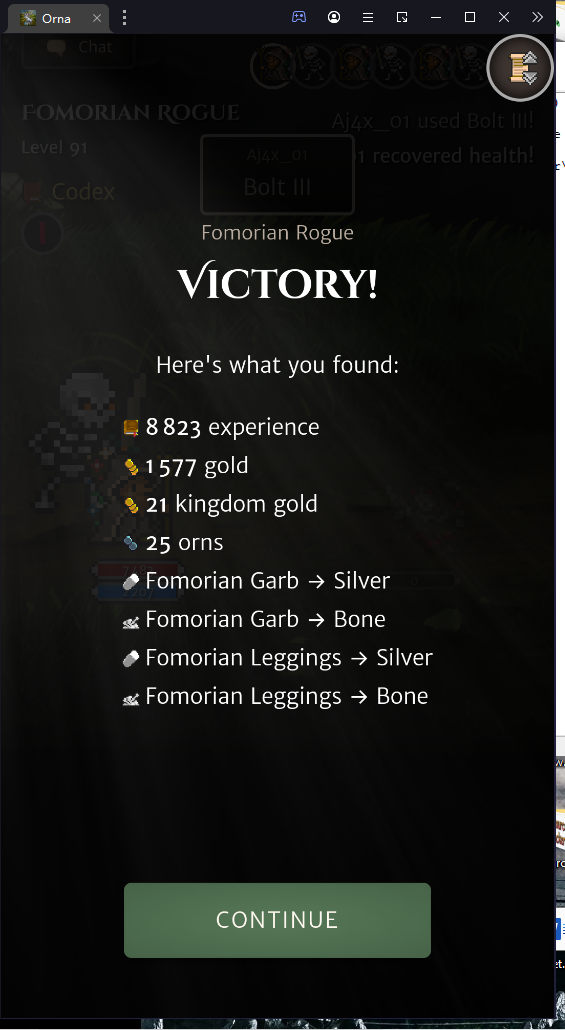 Orna
Chat
Fomorian Rogue
Level 91
Aj4x_01 used Bolt III!
1 recovered health!
Codex
Aj4x_01
Bolt III
Fomorian Rogue
Victory!
Here's what you found:
8 823 experience
1 577 gold
21 kingdom gold
25 orns
Fomorian Garb → Silver
Fomorian Garb → Bone
Fomorian Leggings → Silver
Fomorian Leggings → Bone
CONTINUE